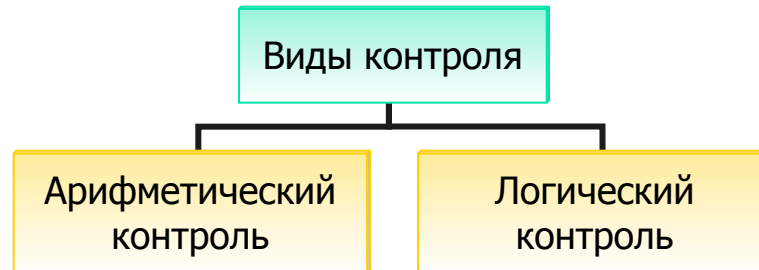 Виды контроля
Арифметический
контроль
Логический
контроль